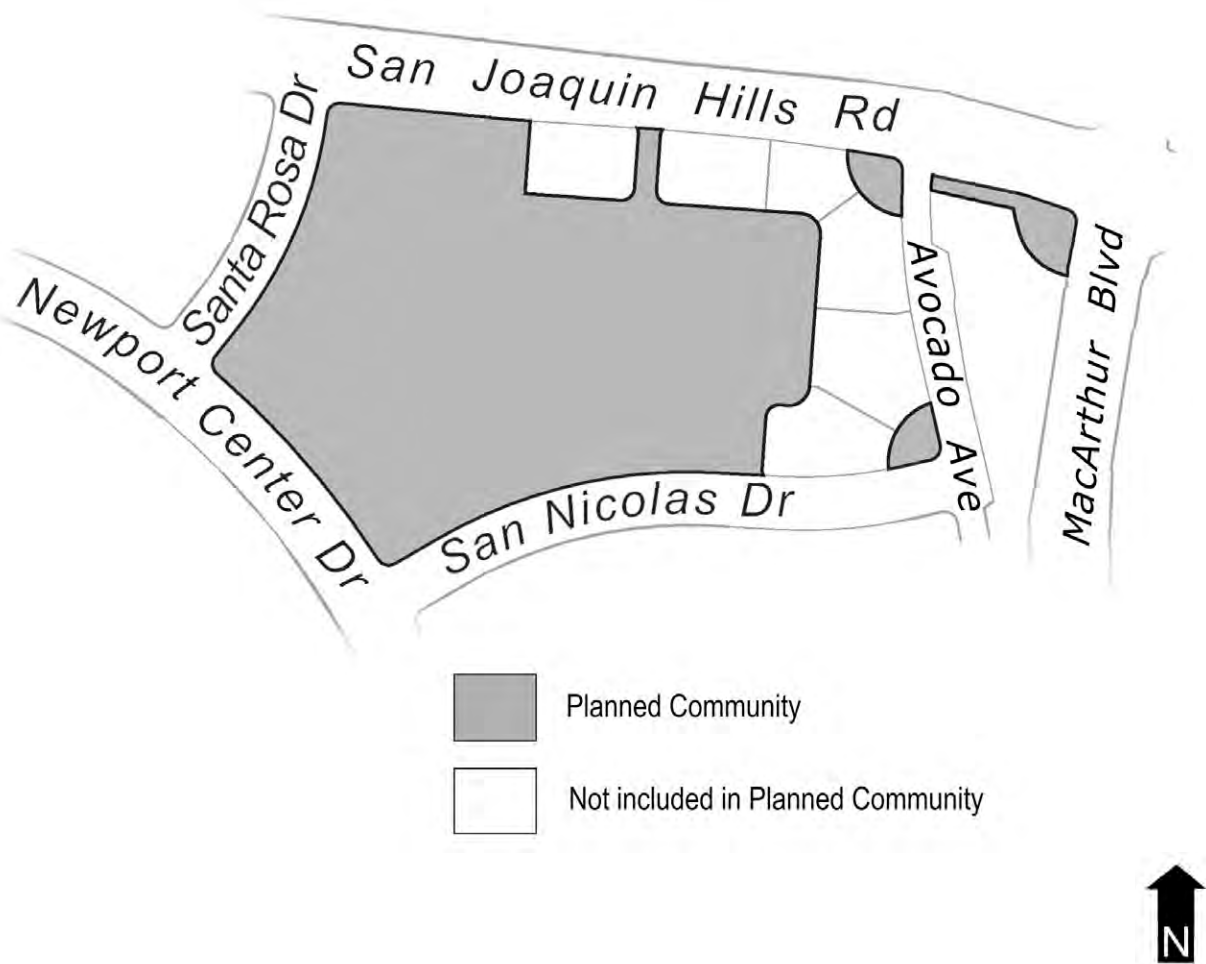 San Joaquin Hills Rd
Santa Rosa Dr
Newport Center Dr
San Nicolas Dr
Avocado Ave
MacArthur Blvd
Planned Community
Not included in Planned Community
N